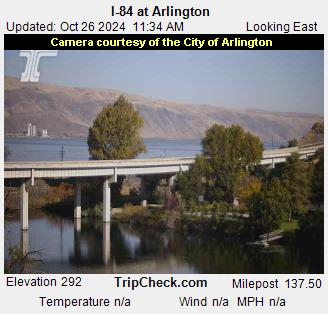 I-84 at Arlington
Updated: Oct 26 2024 11:34 AM Looking East
Camera courtesy of the City of Arlington
Elevation 292 TripCheck.com Milepost 137.50
Temperature n/a Wind n/a MPH n/a